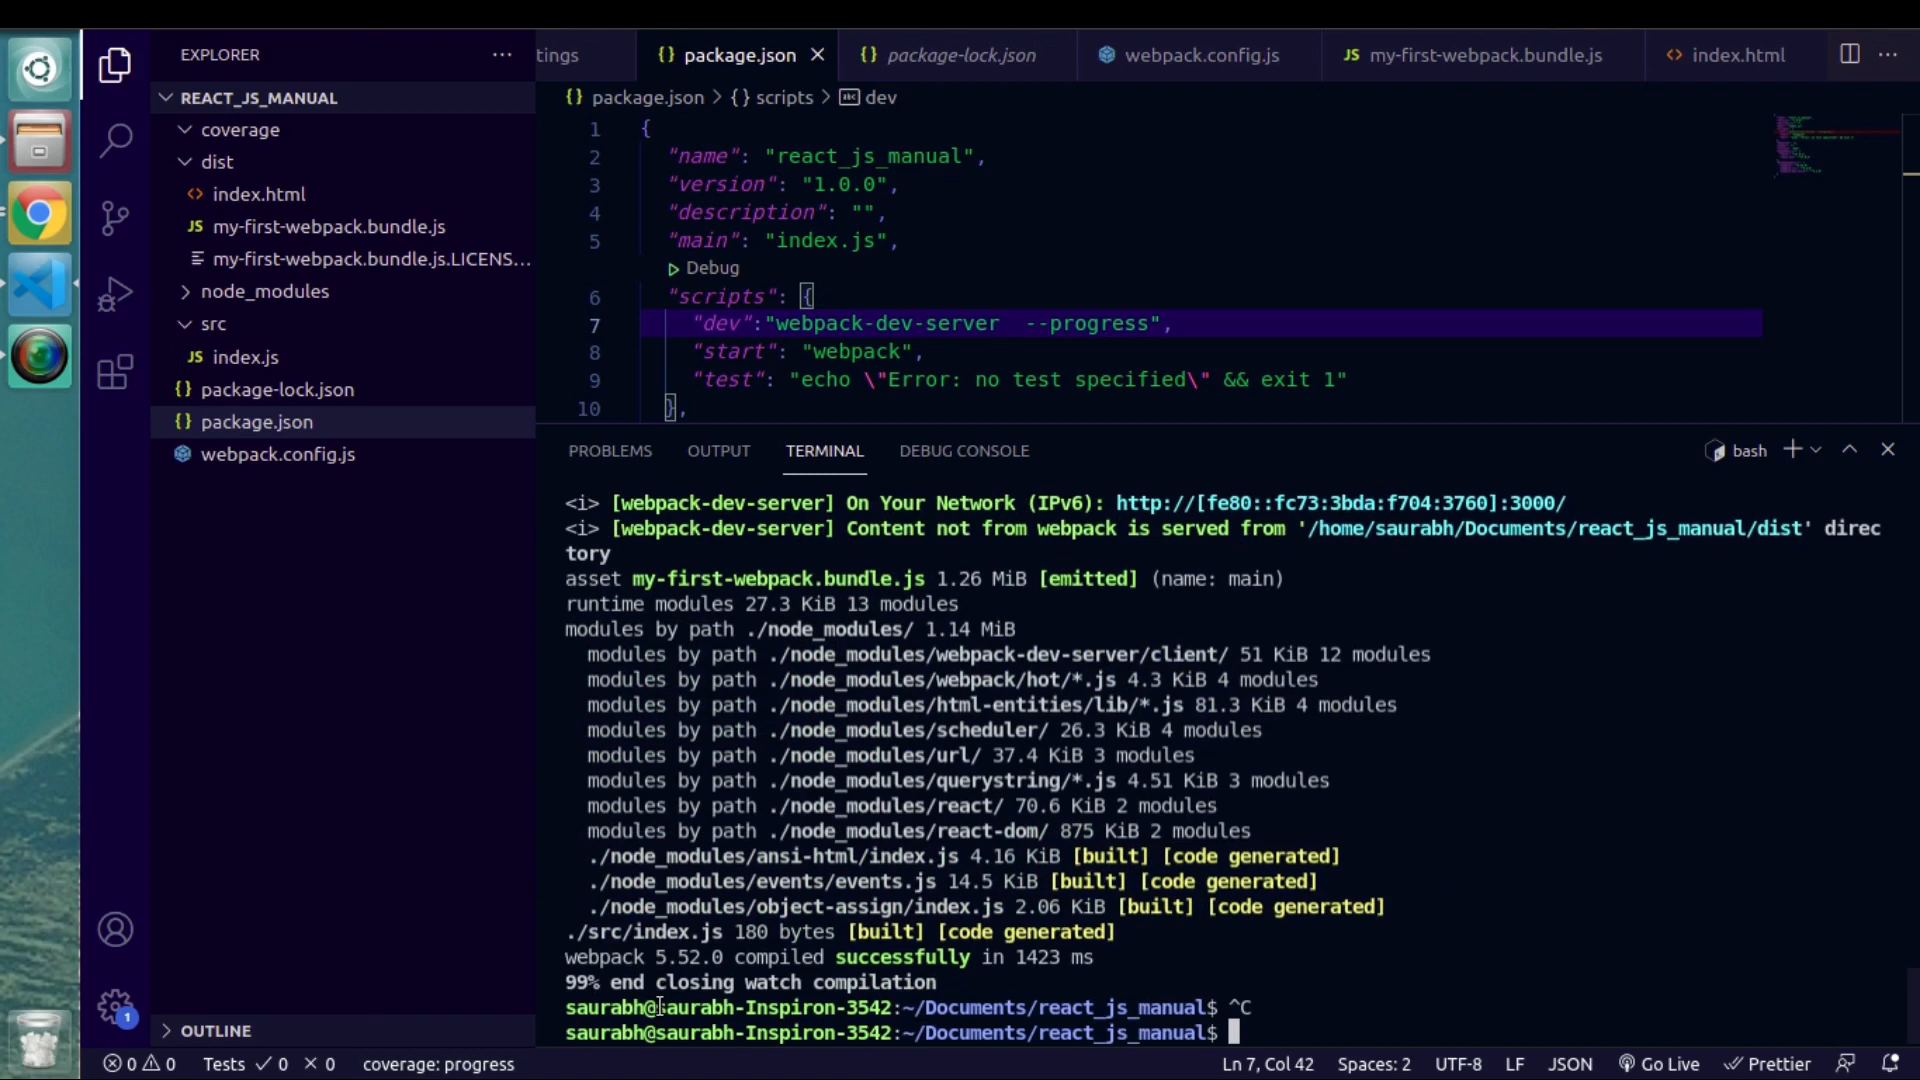 EXPLORER
tings
package.json
package-lock.json
webpack.config.js
my-first-webpack.bundle.js
index.html
REACT_JS_MANUAL
coverage
dist
index.html
my-first-webpack.bundle.js
my-first-webpack.bundle.js.LICENS...
node_modules
src
index.js
package-lock.json
package.json
webpack.config.js
OUTLINE
package.json > {} scripts > abc dev
1 {
2 "name": "react_js_manual",
3 "version": "1.0.0",
4 "description": "",
5 "main": "index.js",
Debug
6 "scripts": {
7 "dev":"webpack-dev-server  --progress",
8 "start": "webpack",
9 "test": "echo \"Error: no test specified\" && exit 1"
10 },
PROBLEMS OUTPUT TERMINAL DEBUG CONSOLE
bash
<i> [webpack-dev-server] On Your Network (IPv6): http://[fe80::fc73:3bda:f704:3760]:3000/
<i> [webpack-dev-server] Content not from webpack is served from '/home/saurabh/Documents/react_js_manual/dist' direc
tory
asset my-first-webpack.bundle.js 1.26 MiB [emitted] (name: main)
runtime modules 27.3 KiB 13 modules
modules by path ./node_modules/ 1.14 MiB
modules by path ./node_modules/webpack-dev-server/client/ 51 KiB 12 modules
modules by path ./node_modules/webpack/hot/*.js 4.3 KiB 4 modules
modules by path ./node_modules/html-entities/lib/*.js 81.3 KiB 4 modules
modules by path ./node_modules/scheduler/ 26.3 KiB 4 modules
modules by path ./node_modules/url/ 37.4 KiB 3 modules
modules by path ./node_modules/querystring/*.js 4.51 KiB 3 modules
modules by path ./node_modules/react/ 70.6 KiB 2 modules
modules by path ./node_modules/react-dom/ 875 KiB 2 modules
./node_modules/ansi-html/index.js 4.16 KiB [built] [code generated]
./node_modules/events/events.js 14.5 KiB [built] [code generated]
./node_modules/object-assign/index.js 2.06 KiB [built] [code generated]
./src/index.js 180 bytes [built] [code generated]
webpack 5.52.0 compiled successfully in 1423 ms
99% end closing watch compilation
saurabh@saurabh-Inspiron-3542:~/Documents/react_js_manual$ ^C
saurabh@saurabh-Inspiron-3542:~/Documents/react_js_manual$
1
0 0 Tests 0 0 coverage: progress
Ln 7, Col 42 Spaces: 2 UTF-8 LF JSON Go Live Prettier